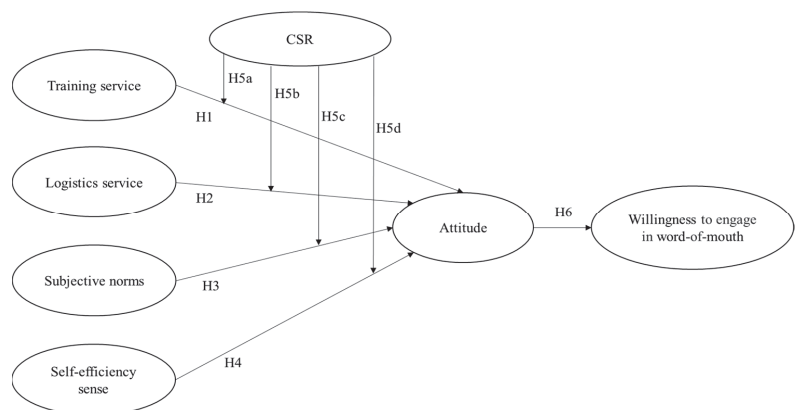 CSR
Training service
H5a
H5b
H1
H5c
H5d
Logistics service
H2
H6
Attitude
Willingness to engage
in word-of-mouth
Subjective norms
H3
H4
Self-efficiency
sense